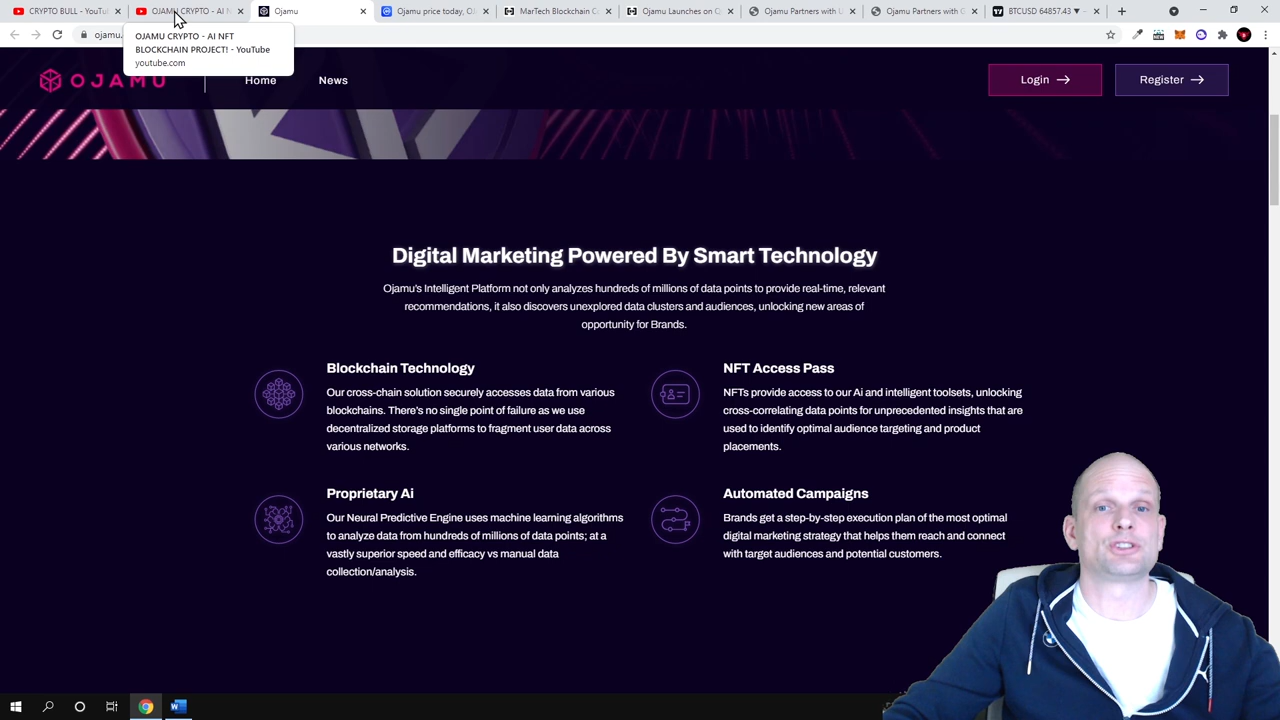 CRYPTO BULL - YouTu
OJAMU CRYPTO - AI N
Ojamu
Ojamu price today, OJ
MarTech Blockchain Co
Ojamu Launches on O
Ojamu Partners with U
Ojamu Partners with
BTCUSD 64857.43 ▼
ojamu.
OJAMU CRYPTO - AI NFT
BLOCKCHAIN PROJECT! - YouTube
youtube.com
OJAMU
Home
News
Login
Register
Digital Marketing Powered By Smart Technology
Ojamu's Intelligent Platform not only analyzes hundreds of millions of data points to provide real-time, relevant
recommendations, it also discovers unexplored data clusters and audiences, unlocking new areas of
opportunity for Brands.
Blockchain Technology
Our cross-chain solution securely accesses data from various
blockchains. There's no single point of failure as we use
decentralized storage platforms to fragment user data across
various networks.
NFT Access Pass
NFTs provide access to our Ai and intelligent toolsets, unlocking
cross-correlating data points for unprecedented insights that are
used to identify optimal audience targeting and product
placements.
Proprietary Ai
Our Neural Predictive Engine uses machine learning algorithms
to analyze data from hundreds of millions of data points; at a
vastly superior speed and efficacy vs manual data
collection/analysis.
Automated Campaigns
Brands get a step-by-step execution plan of the most optimal
digital marketing strategy that helps them reach and connect
with target audiences and potential customers.